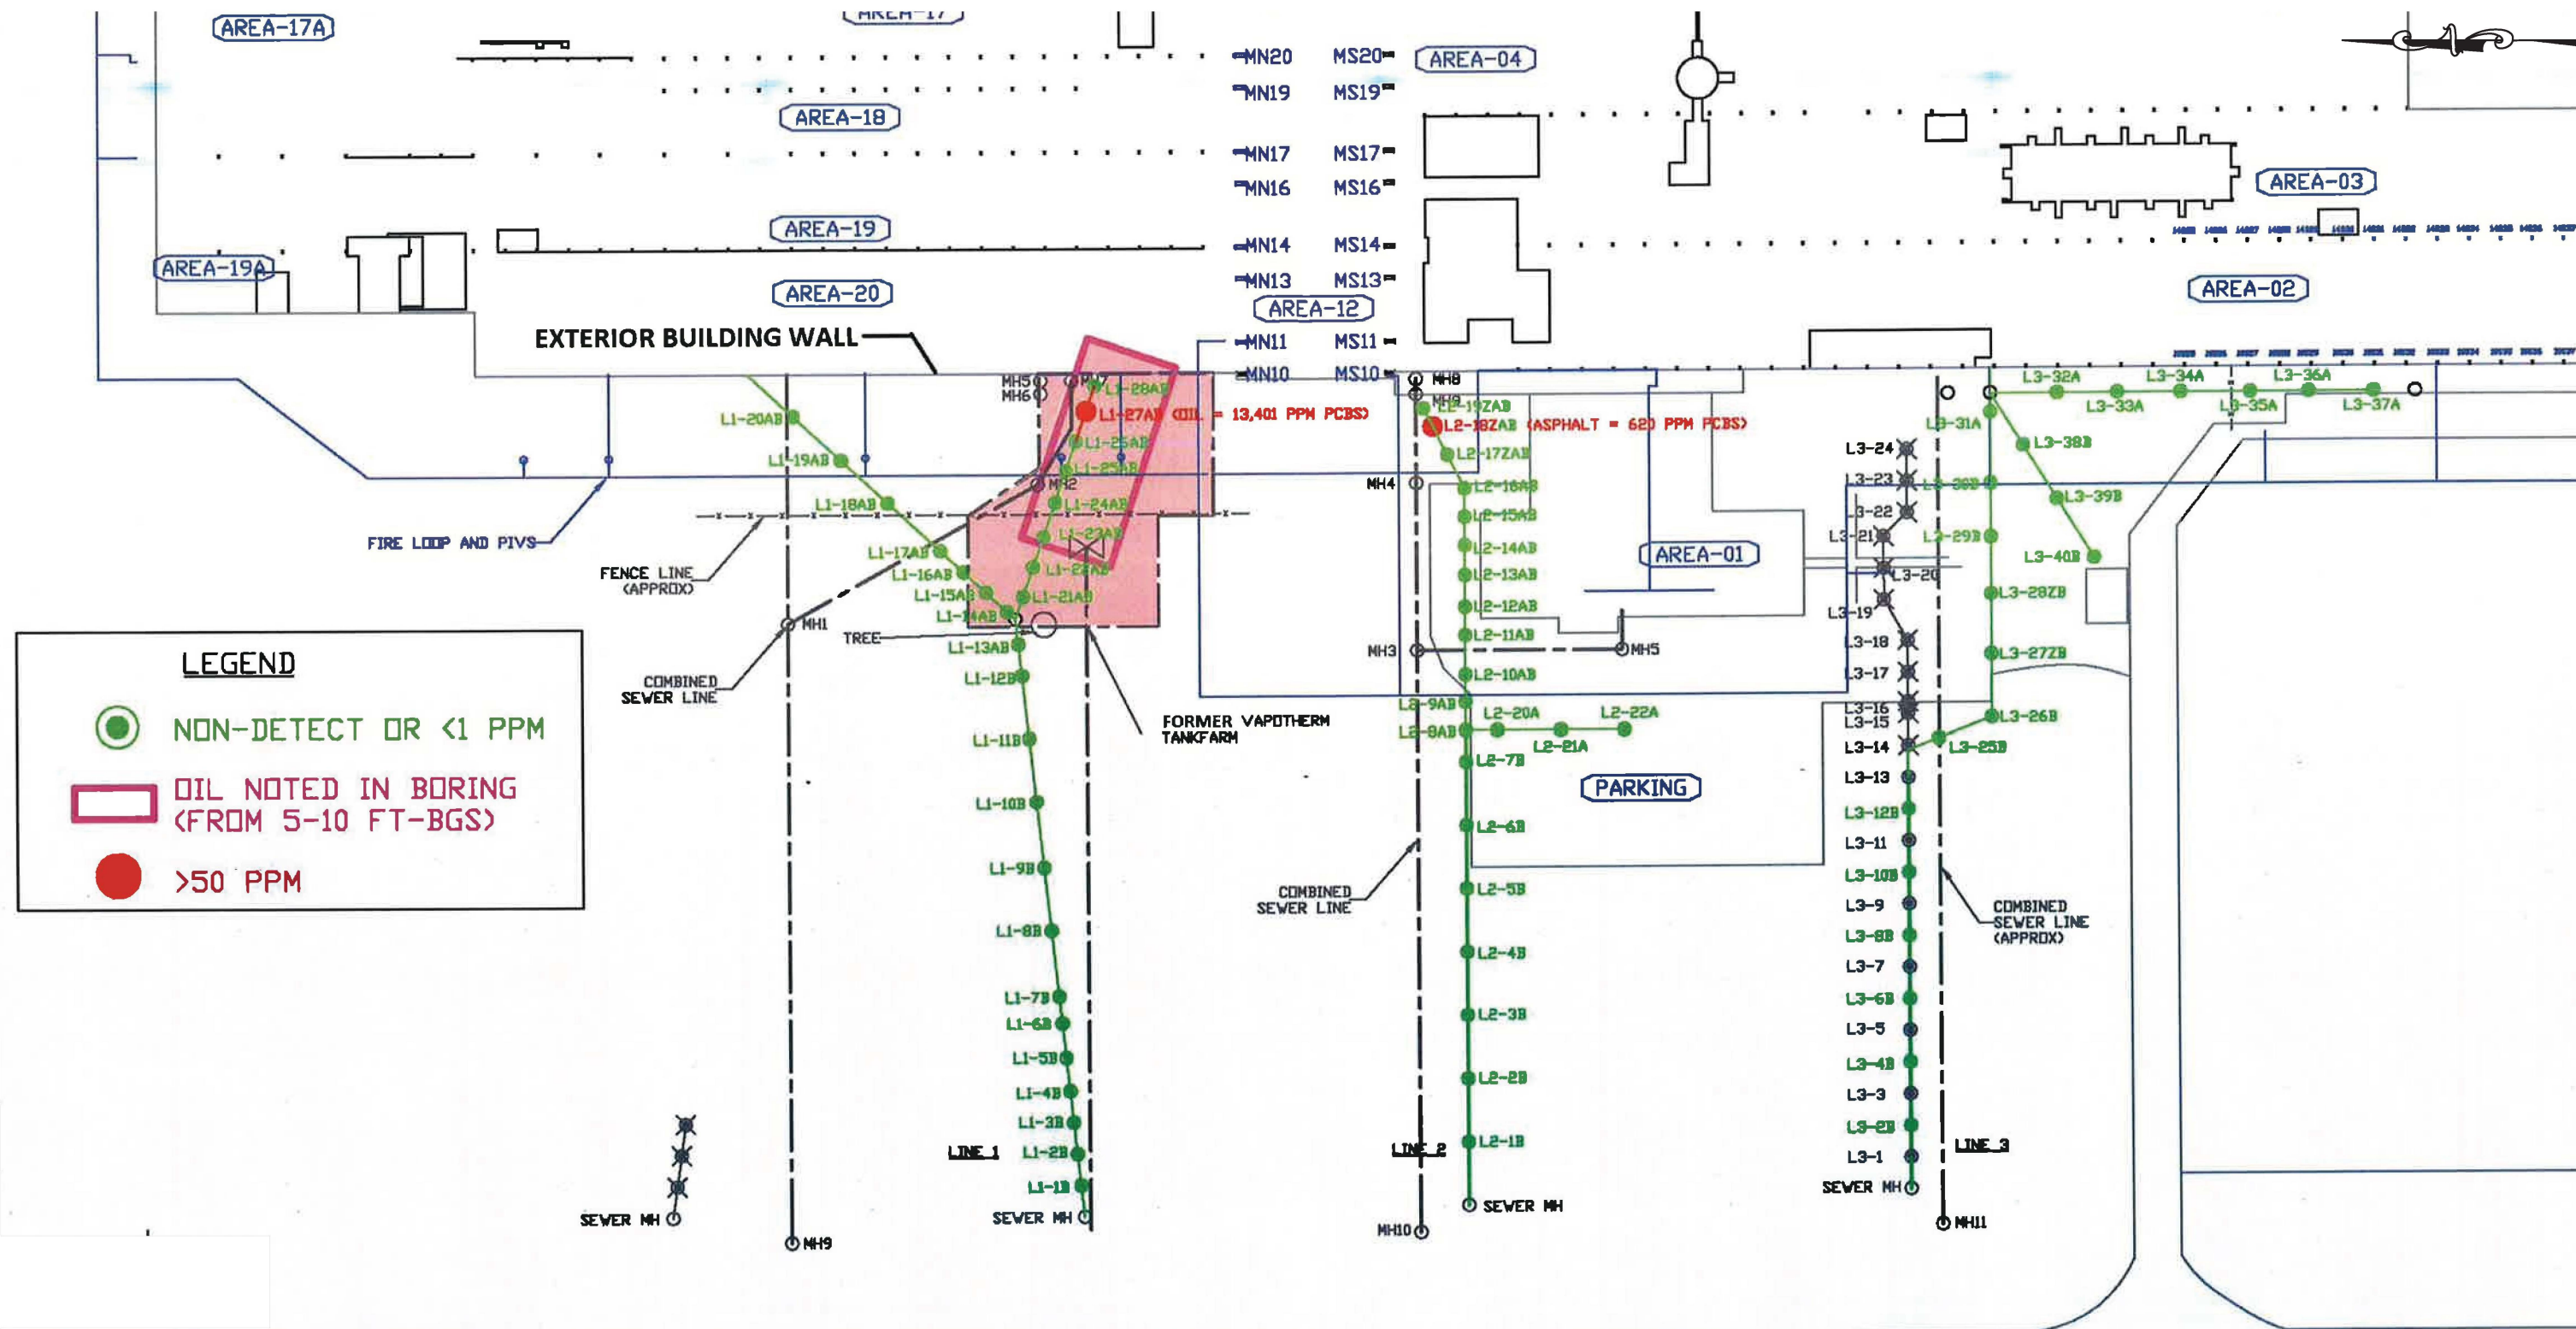 AREA-17A
AREA-17
MN20 MS20
AREA-04
MN19 MS19
AREA-18
MN17 MS17
MN16 MS16
AREA-03
AREA-19
MN14 MS14
AREA-19A
MN13 MS13
AREA-20
AREA-02
AREA-12
EXTERIOR BUILDING WALL
MN11 MS11
MN10 MS10
MH5
MH6
MH7
L1-28AB
L1-27AB (OIL = 13,401 PPM PCBS)
L1-26AB
L1-25AB
MH2
L1-24AB
L1-23AB
L1-22AB
L1-21AB
L1-20AB
L1-19AB
L1-18AB
L1-17AB
L1-16AB
L1-15AB
L1-14AB
L1-13AB
L1-12B
L1-11B
L1-10B
L1-9B
L1-8B
L1-7B
L1-6B
L1-5B
L1-4B
L1-3B
L1-2B
L1-1B
LINE 1
SEWER MH
FIRE LOOP AND PIVS
FENCE LINE
(APPROX)
MH1
TREE
COMBINED
SEWER LINE
FORMER VAPOTHERM
TANKFARM
SEWER MH
MH9
LEGEND
NON-DETECT OR <1 PPM
OIL NOTED IN BORING
(FROM 5-10 FT-BGS)
>50 PPM
MH8
MH9
L2-19ZAB
L2-18ZAB (ASPHALT = 620 PPM PCBS)
L2-17ZAB
MH4
L2-16AB
L2-15AB
L2-14AB
L2-13AB
L2-12AB
L2-11AB
MH3
MH5
L2-10AB
L2-9AB
L2-8AB
L2-20A
L2-21A
L2-22A
L2-7B
L2-6B
L2-5B
L2-4B
L2-3B
L2-2B
L2-1B
LINE 2
SEWER MH
MH10
COMBINED
SEWER LINE
AREA-01
PARKING
L3-32A
L3-33A
L3-34A
L3-35A
L3-36A
L3-37A
L3-31A
L3-38B
L3-30B
L3-39B
L3-29B
L3-40B
L3-28ZB
L3-27ZB
L3-26B
L3-25B
L3-24
L3-23
L3-22
L3-21
L3-20
L3-19
L3-18
L3-17
L3-16
L3-15
L3-14
L3-13
L3-12B
L3-11
L3-10B
L3-9
L3-8B
L3-7
L3-6B
L3-5
L3-4B
L3-3
L3-2B
L3-1
LINE 3
SEWER MH
MH11
COMBINED
SEWER LINE
(APPROX)